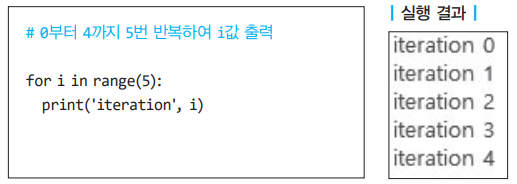 # 0부터 4까지 5번 반복하여 i값 출력
for i in range(5):
  print('iteration', i)
| 실행 결과 |
iteration 0
iteration 1
iteration 2
iteration 3
iteration 4